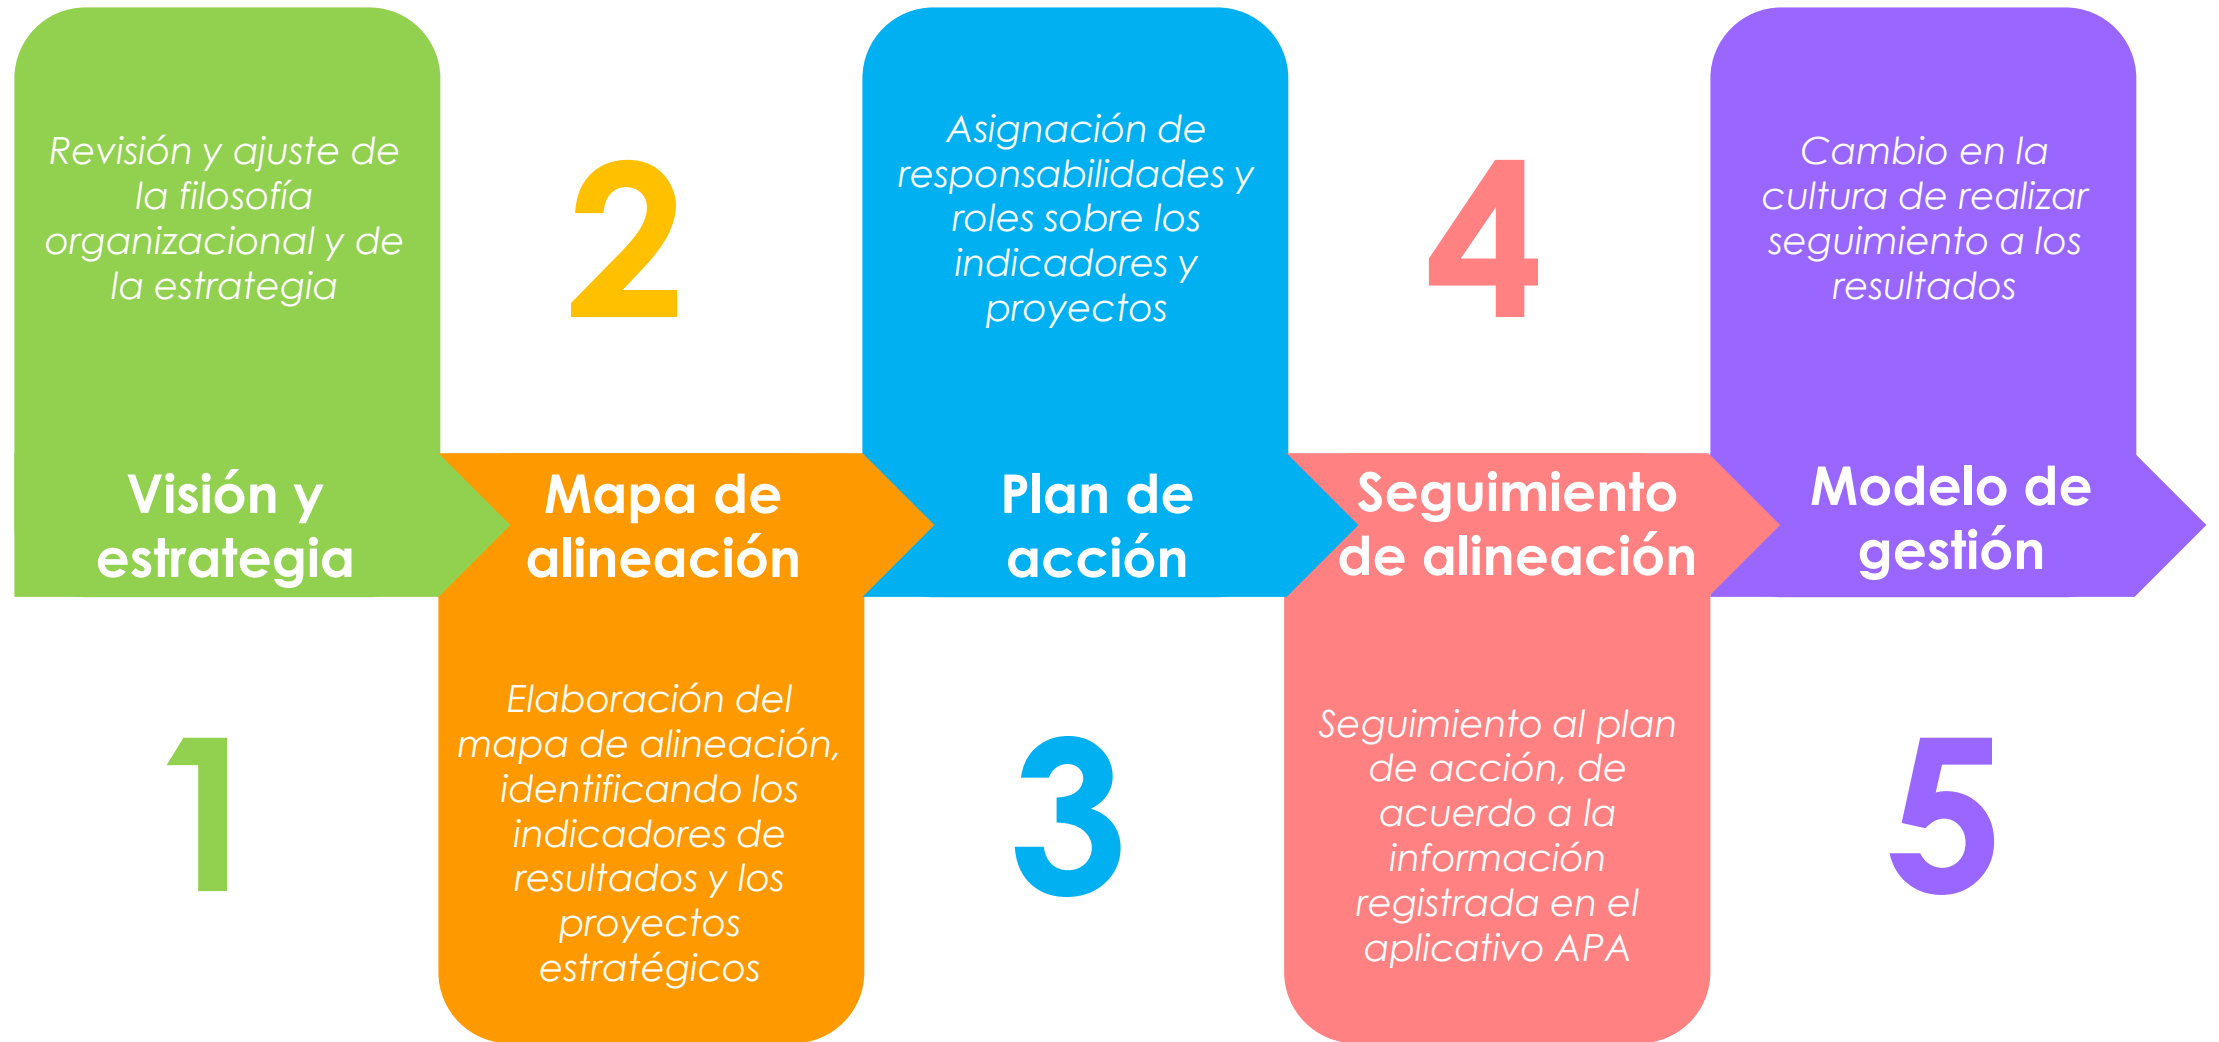 Revisión y ajuste de
la filosofía
organizacional y de
la estrategia
Visión y
estrategia
1
2
Mapa de
alineación
Elaboración del
mapa de alineación,
identificando los
indicadores de
resultados y los
proyectos
estratégicos
Asignación de
responsabilidades y
roles sobre los
indicadores y
proyectos
Plan de
acción
3
4
Seguimiento
de alineación
Seguimiento al plan
de acción, de
acuerdo a la
información
registrada en el
aplicativo APA
Cambio en la
cultura de realizar
seguimiento a los
resultados
Modelo de
gestión
5